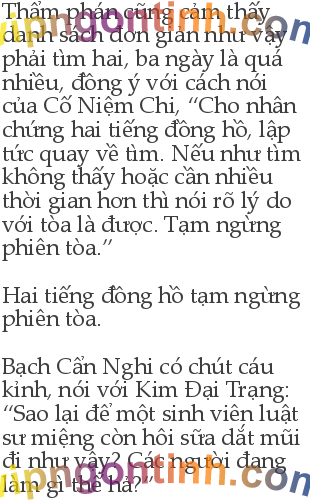 Thẩm phán cũng cảm thấy
danh sách đơn giản như vậy
phải tìm hai, ba ngày là quá
nhiều, đồng ý với cách nói
của Cố Niệm Chi, “Cho nhân
chứng hai tiếng đồng hồ, lập
tức quay về tìm. Nếu như tìm
không thấy hoặc cần nhiều
thời gian hơn thì nói rõ lý do
với tòa là được. Tạm ngừng
phiên tòa.”
Hai tiếng đồng hồ tạm ngừng
phiên tòa.
Bạch Cẩn Nghi có chút cáu
kỉnh, nói với Kim Đại Trạng:
“Sao lại để một sinh viên luật
sư miệng còn hôi sữa dắt mũi
đi như vậy? Các người đang
làm gì thế hả?”
vipngontinh.com
vipngontinh.com